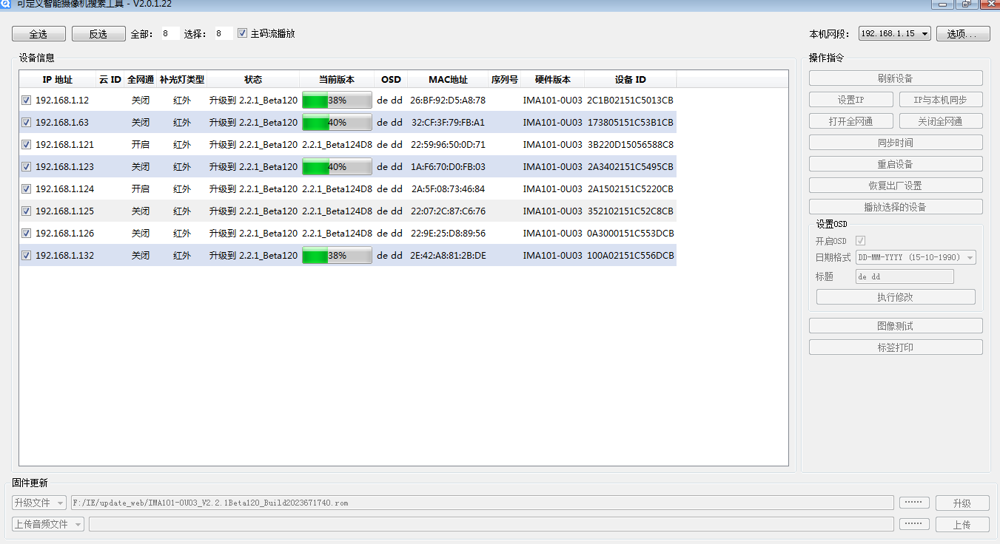 可定义智能摄像机搜索工具 - V2.0.1.22
全选 反选 全部: 8 选择: 8 主码流播放 本机网段: 192.168.1.15 选项...
设备信息
IP 地址 云 ID 全网通 补光灯类型 状态 当前版本 OSD MAC地址 序列号 硬件版本 设备 ID
192.168.1.12 关闭 红外 升级到 2.2.1_Beta120 38% de dd 26:BF:92:D5:A8:78 IMA101-0U03 2C1B02151C5013CB
192.168.1.63 关闭 红外 升级到 2.2.1_Beta120 40% de dd 32:CF:3F:79:FB:A1 IMA101-0U03 173805151C53B1CB
192.168.1.121 开启 红外 升级到 2.2.1_Beta120 2.2.1_Beta124D8 de dd 22:59:96:50:0D:71 IMA101-0U03 3B220D15056588C8
192.168.1.123 关闭 红外 升级到 2.2.1_Beta120 40% de dd 1A:F6:70:D0:FB:03 IMA101-0U03 2A3402151C5495CB
192.168.1.124 开启 红外 升级到 2.2.1_Beta120 2.2.1_Beta124D8 de dd 2A:5F:08:73:46:84 IMA101-0U03 2A1502151C5220CB
192.168.1.125 关闭 红外 升级到 2.2.1_Beta120 2.2.1_Beta124D8 de dd 22:07:2C:87:C6:76 IMA101-0U03 352102151C52C8CB
192.168.1.126 关闭 红外 升级到 2.2.1_Beta120 2.2.1_Beta124D8 de dd 22:9E:25:D8:89:56 IMA101-0U03 0A3000151C553DCB
192.168.1.132 关闭 红外 升级到 2.2.1_Beta120 38% de dd 2E:42:A8:81:2B:DE IMA101-0U03 100A02151C556DCB
操作指令
刷新设备
设置IP IP与本机同步
打开全网通 关闭全网通
同步时间
重启设备
恢复出厂设置
播放选择的设备
设置OSD
开启OSD
日期格式 DD-MM-YYYY (15-10-1990)
标题 de dd
执行修改
图像测试
标签打印
固件更新
升级文件 F:/IE/update_web/IMA101-0U03_V2.2.1Beta120_Build2023671740.rom ...... 升级
上传音频文件 ...... 上传